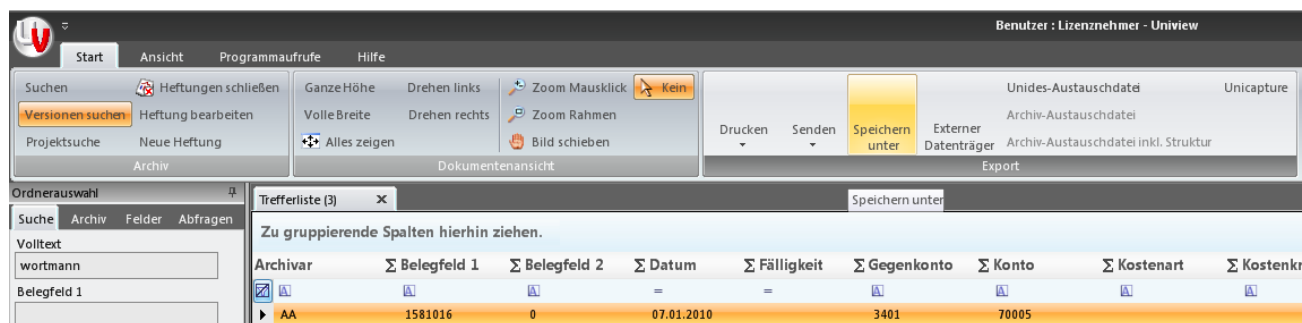 Benutzer : Lizenznehmer - Uniview
Start Ansicht Programmaufrufe Hilfe
Suchen Heftungen schließen Ganze Höhe Drehen links Zoom Mausklick Kein Unides-Austauschdatei Unicapture
Versionen suchen Heftung bearbeiten Volle Breite Drehen rechts Zoom Rahmen Drucken Senden Speichern unter Externer Datenträger Archiv-Austauschdatei
Projektsuche Neue Heftung Alles zeigen Bild schieben Archiv-Austauschdatei inkl. Struktur
Archiv Dokumentenansicht Export
Ordnerauswahl Trefferliste (3) x Speichern unter
Suche Archiv Felder Abfragen
Zu gruppierende Spalten hierhin ziehen.
Volltext
wortmann
Archivar Σ Belegfeld 1 Σ Belegfeld 2 Σ Datum Σ Fälligkeit Σ Gegenkonto Σ Konto Σ Kostenart Σ Kostenkr
Belegfeld 1 A A A = = A A A A
AA 1581016 0 07.01.2010 3401 70005